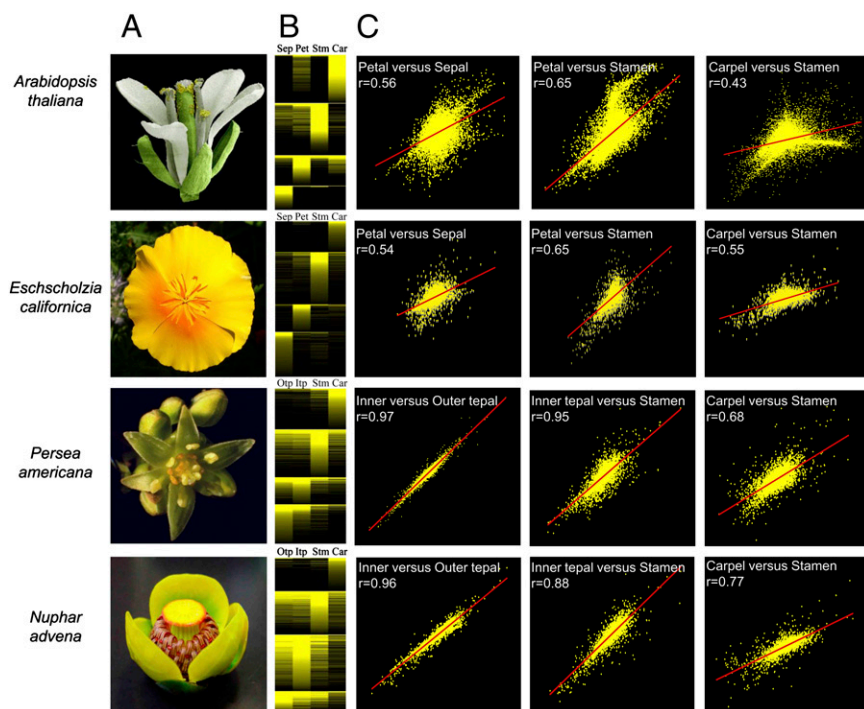 A B C
Arabidopsis
thaliana
Sep Pet Stm Car
Petal versus Sepal
r=0.56
Petal versus Stamen
r=0.65
Carpel versus Stamen
r=0.43
Eschscholzia
californica
Sep Pet Stm Car
Petal versus Sepal
r=0.54
Petal versus Stamen
r=0.65
Carpel versus Stamen
r=0.55
Persea
americana
Otp Itp Stm Car
Inner versus Outer tepal
r=0.97
Inner tepal versus Stamen
r=0.95
Carpel versus Stamen
r=0.68
Nuphar
advena
Otp Itp Stm Car
Inner versus Outer tepal
r=0.96
Inner tepal versus Stamen
r=0.88
Carpel versus Stamen
r=0.77